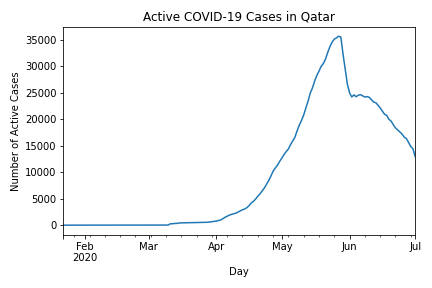 Active COVID-19 Cases in Qatar
35000
30000
25000
20000
15000
10000
5000
0
Number of Active Cases
Feb
2020
Mar
Apr
May
Jun
Jul
Day